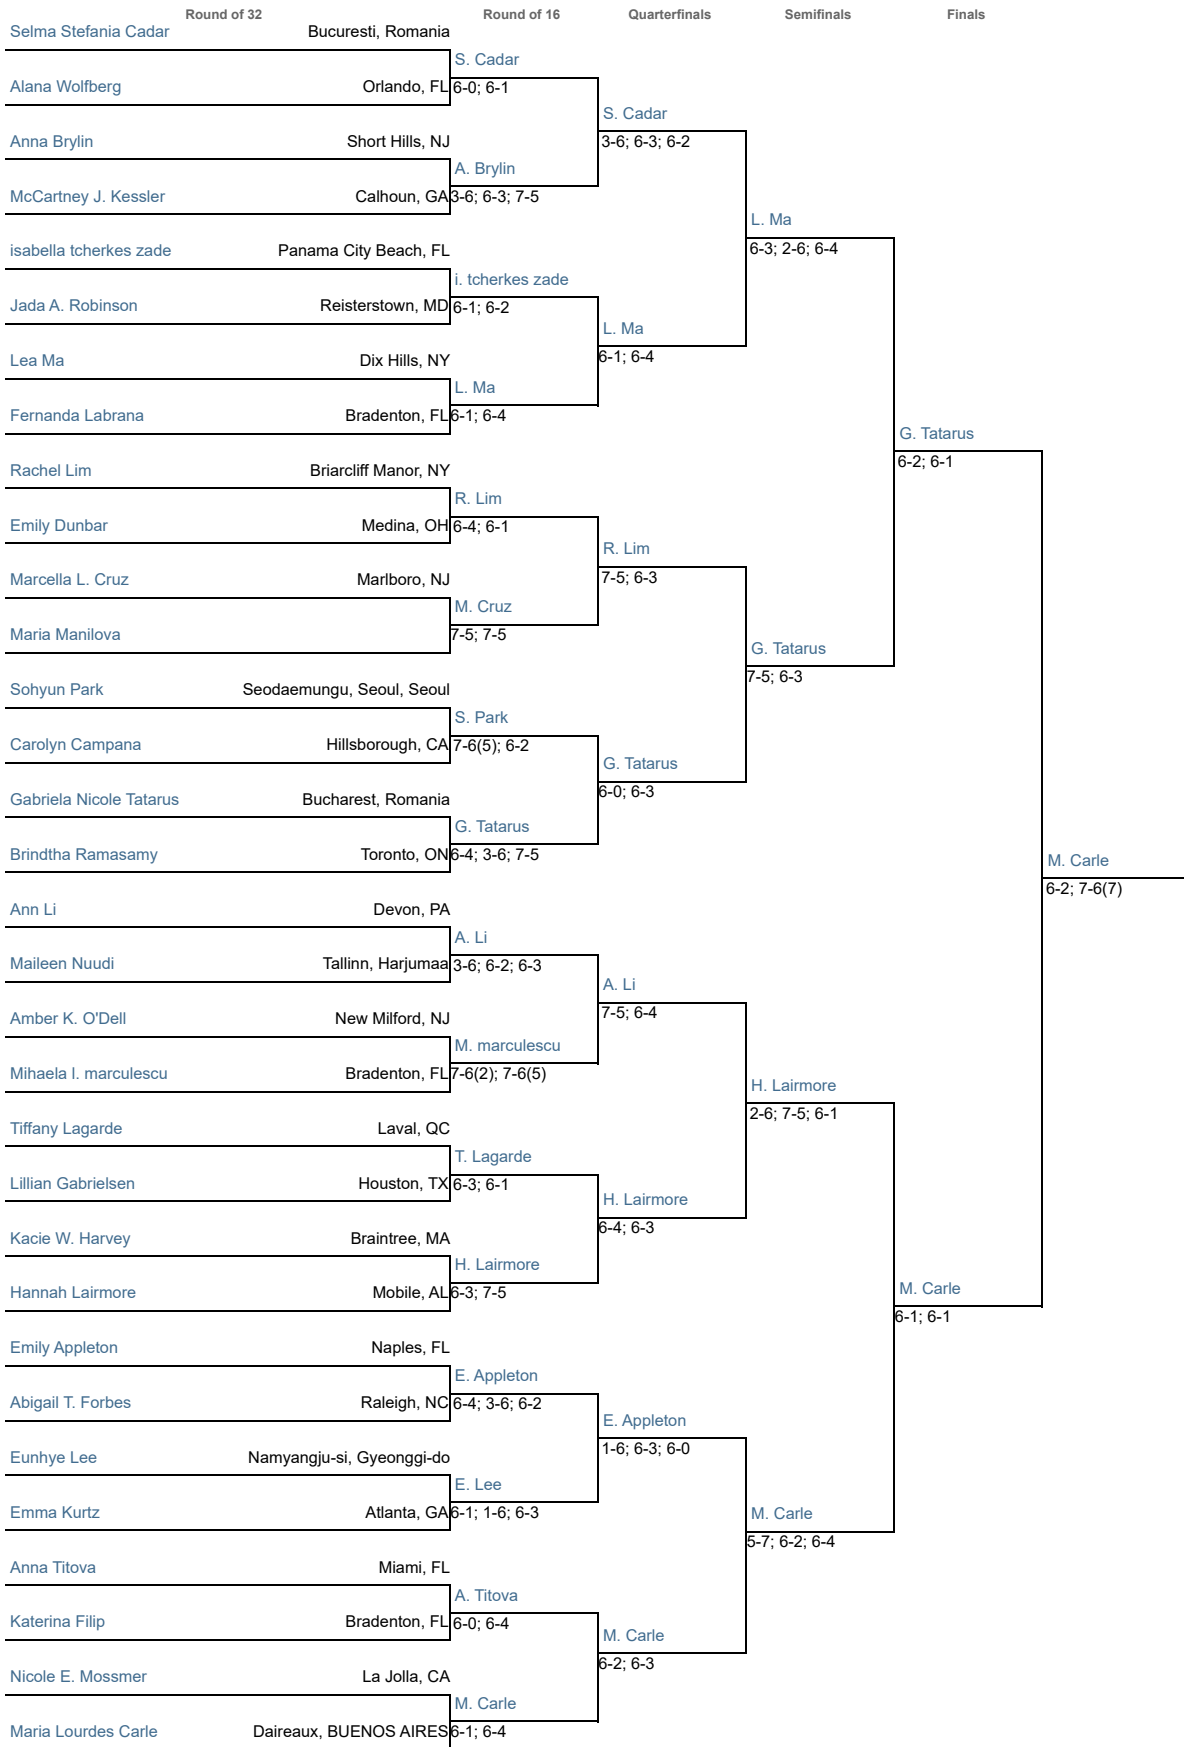 Round of 32 Round of 16 Quarterfinals Semifinals Finals
Selma Stefania Cadar Bucuresti, Romania
S. Cadar
Alana Wolfberg Orlando, FL 6-0; 6-1
S. Cadar
Anna Brylin Short Hills, NJ 3-6; 6-3; 6-2
A. Brylin
McCartney J. Kessler Calhoun, GA 3-6; 6-3; 7-5
L. Ma
isabella tcherkes zade Panama City Beach, FL 6-3; 2-6; 6-4
i. tcherkes zade
Jada A. Robinson Reisterstown, MD 6-1; 6-2
L. Ma
Lea Ma Dix Hills, NY 6-1; 6-4
L. Ma
Fernanda Labrana Bradenton, FL 6-1; 6-4
G. Tatarus
Rachel Lim Briarcliff Manor, NY 6-2; 6-1
R. Lim
Emily Dunbar Medina, OH 6-4; 6-1
R. Lim
Marcella L. Cruz Marlboro, NJ 7-5; 6-3
M. Cruz
Maria Manilova 7-5; 7-5
G. Tatarus
Sohyun Park Seodaemungu, Seoul, Seoul 7-5; 6-3
S. Park
Carolyn Campana Hillsborough, CA 7-6(5); 6-2
G. Tatarus
Gabriela Nicole Tatarus Bucharest, Romania 6-0; 6-3
G. Tatarus
Brindtha Ramasamy Toronto, ON 6-4; 3-6; 7-5
M. Carle
6-2; 7-6(7)
Ann Li Devon, PA
A. Li
Maileen Nuudi Tallinn, Harjumaa 3-6; 6-2; 6-3
A. Li
Amber K. O'Dell New Milford, NJ 7-5; 6-4
M. marculescu
Mihaela I. marculescu Bradenton, FL 7-6(2); 7-6(5)
H. Lairmore
Tiffany Lagarde Laval, QC 2-6; 7-5; 6-1
T. Lagarde
Lillian Gabrielsen Houston, TX 6-3; 6-1
H. Lairmore
Kacie W. Harvey Braintree, MA 6-4; 6-3
H. Lairmore
Hannah Lairmore Mobile, AL 6-3; 7-5
M. Carle
6-1; 6-1
Emily Appleton Naples, FL
E. Appleton
Abigail T. Forbes Raleigh, NC 6-4; 3-6; 6-2
E. Appleton
Eunhye Lee Namyangju-si, Gyeonggi-do 1-6; 6-3; 6-0
E. Lee
Emma Kurtz Atlanta, GA 6-1; 1-6; 6-3
M. Carle
5-7; 6-2; 6-4
Anna Titova Miami, FL
A. Titova
Katerina Filip Bradenton, FL 6-0; 6-4
M. Carle
Nicole E. Mossmer La Jolla, CA 6-2; 6-3
M. Carle
Maria Lourdes Carle Daireaux, BUENOS AIRES 6-1; 6-4